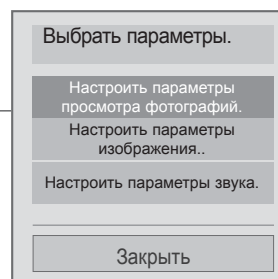 Выбрать параметры.
Настроить параметры
просмотра фотографий.
Настроить параметры
изображения..
Настроить параметры звука.
Закрыть